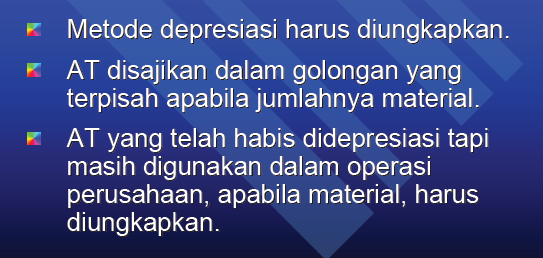 Metode depresiasi harus diungkapkan.
AT disajikan dalam golongan yang
terpisah apabila jumlahnya material.
AT yang telah habis didepresiasi tapi
masih digunakan dalam operasi
perusahaan, apabila material, harus
diungkapkan.